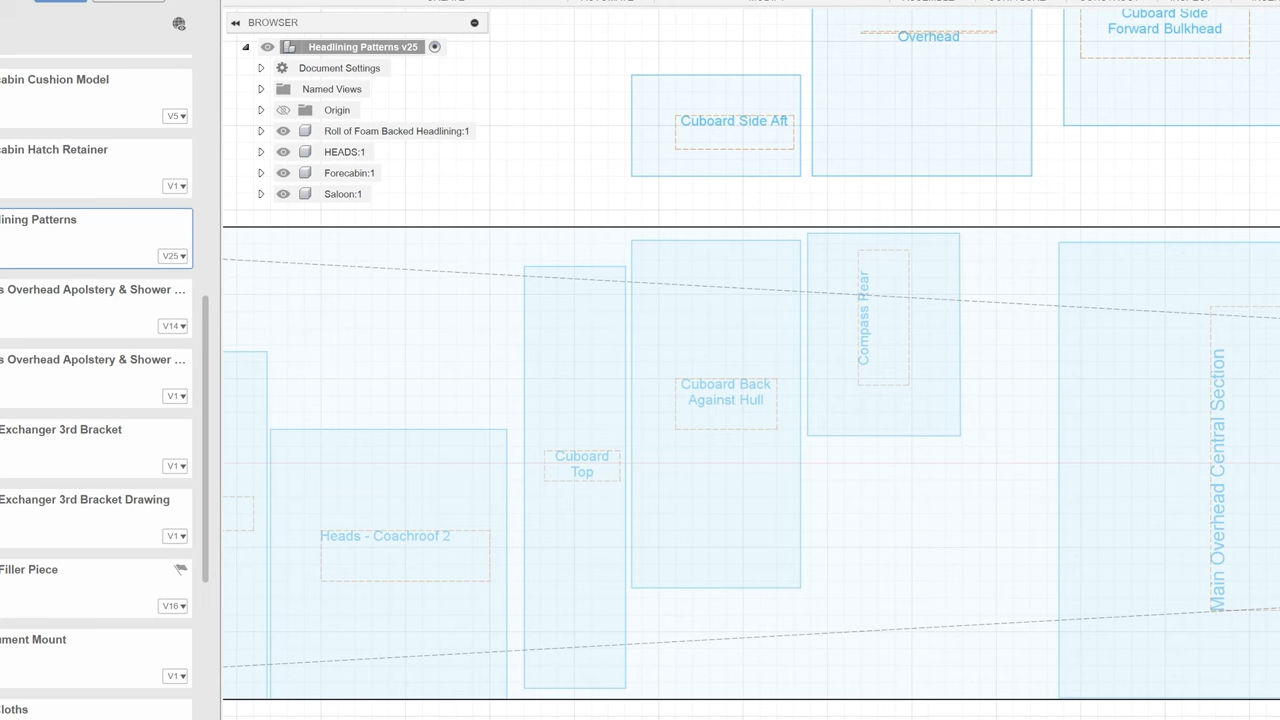 BROWSER
Headlining Patterns v25
Document Settings
Named Views
Origin
Roll of Foam Backed Headlining:1
HEADS:1
Forecabin:1
Saloon:1
abin Cushion Model
V5
abin Hatch Retainer
V1
lining Patterns
V25
s Overhead Apolstery & Shower ...
V14
s Overhead Apolstery & Shower ...
V1
Exchanger 3rd Bracket
V1
Exchanger 3rd Bracket Drawing
V1
Filler Piece
V16
ument Mount
V1
Cloths
Cuboard Side
Forward Bulkhead
Overhead
Cuboard Side Aft
Compass Rear
Cuboard Back
Against Hull
Cuboard
Top
Heads - Coachroof 2
Main Overhead Central Section